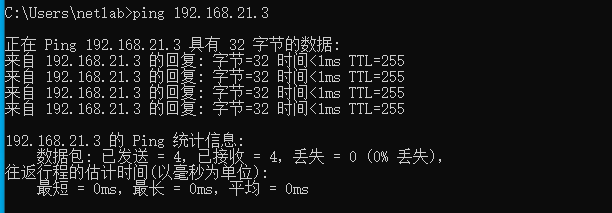 C:\Users\netlab>ping 192.168.21.3
正在 Ping 192.168.21.3 具有 32 字节的数据:
来自 192.168.21.3 的回复: 字节=32 时间<1ms TTL=255
来自 192.168.21.3 的回复: 字节=32 时间<1ms TTL=255
来自 192.168.21.3 的回复: 字节=32 时间<1ms TTL=255
来自 192.168.21.3 的回复: 字节=32 时间<1ms TTL=255
192.168.21.3 的 Ping 统计信息:
数据包: 已发送 = 4, 已接收 = 4, 丢失 = 0 (0% 丢失),
往返行程的估计时间(以毫秒为单位):
最短 = 0ms, 最长 = 0ms, 平均 = 0ms